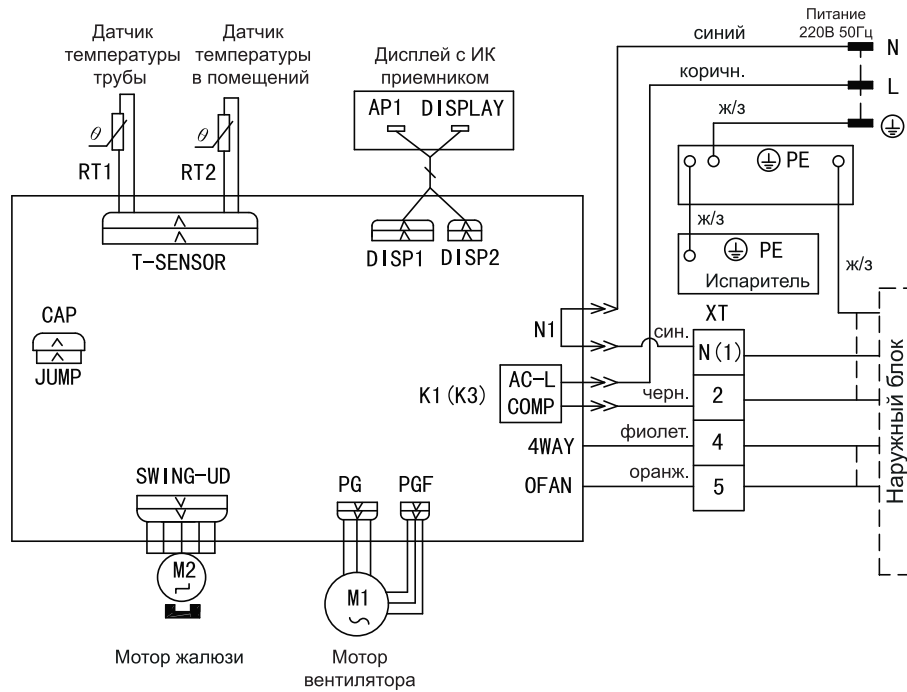 Датчик
температуры
трубы
Датчик
температуры
в помещений
Дисплей с ИК
приемником
синий
Питание
220В 50Гц
N
коричн.
L
ж/з
AP1 DISPLAY
θ
θ
RT1
RT2
PE
ж/з
PE
Испаритель
ж/з
T-SENSOR
DISP1 DISP2
XT
CAP
JUMP
N1
син.
N(1)
K1(K3)
AC-L
COMP
черн.
2
4WAY
фиолет.
4
OFAN
оранж.
5
Наружный блок
SWING-UD
PG
PGF
M2
M1
Мотор жалюзи
Мотор
вентилятора